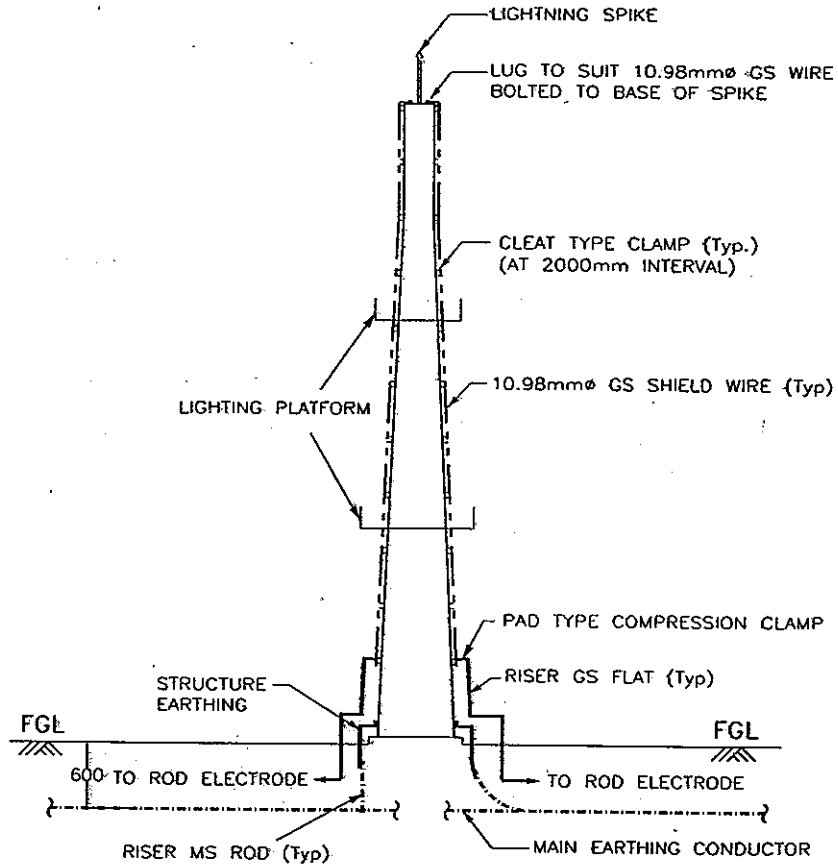 LIGHTNING SPIKE
LUG TO SUIT 10.98mmø GS WIRE
BOLTED TO BASE OF SPIKE
CLEAT TYPE CLAMP (Typ.)
(AT 2000mm INTERVAL)
10.98mmø GS SHIELD WIRE (Typ)
LIGHTING PLATFORM
PAD TYPE COMPRESSION CLAMP
RISER GS FLAT (Typ)
STRUCTURE
EARTHING
FGL
FGL
600 TO ROD ELECTRODE
TO ROD ELECTRODE
RISER MS ROD (Typ)
MAIN EARTHING CONDUCTOR